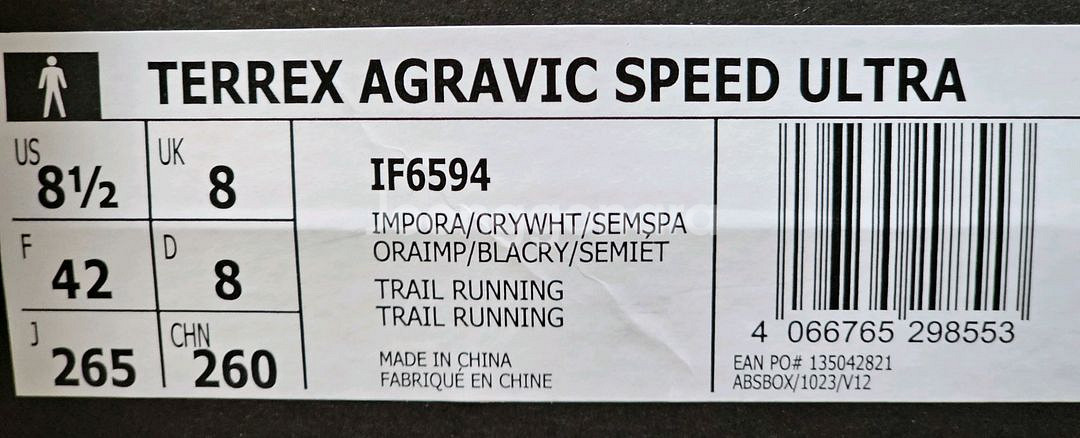 TERREX AGRAVIC SPEED ULTRA
US 8½ UK 8
F 42 D 8
J 265 CHN 260
IF6594
IMPORA/CRYWHT/SEMSPA
ORAIMP/BLACRY/SEMIET
TRAIL RUNNING
TRAIL RUNNING
MADE IN CHINA
FABRIQUÉ EN CHINE
4 066765 298553
EAN PO# 135042821
ABSBOX/1023/V12